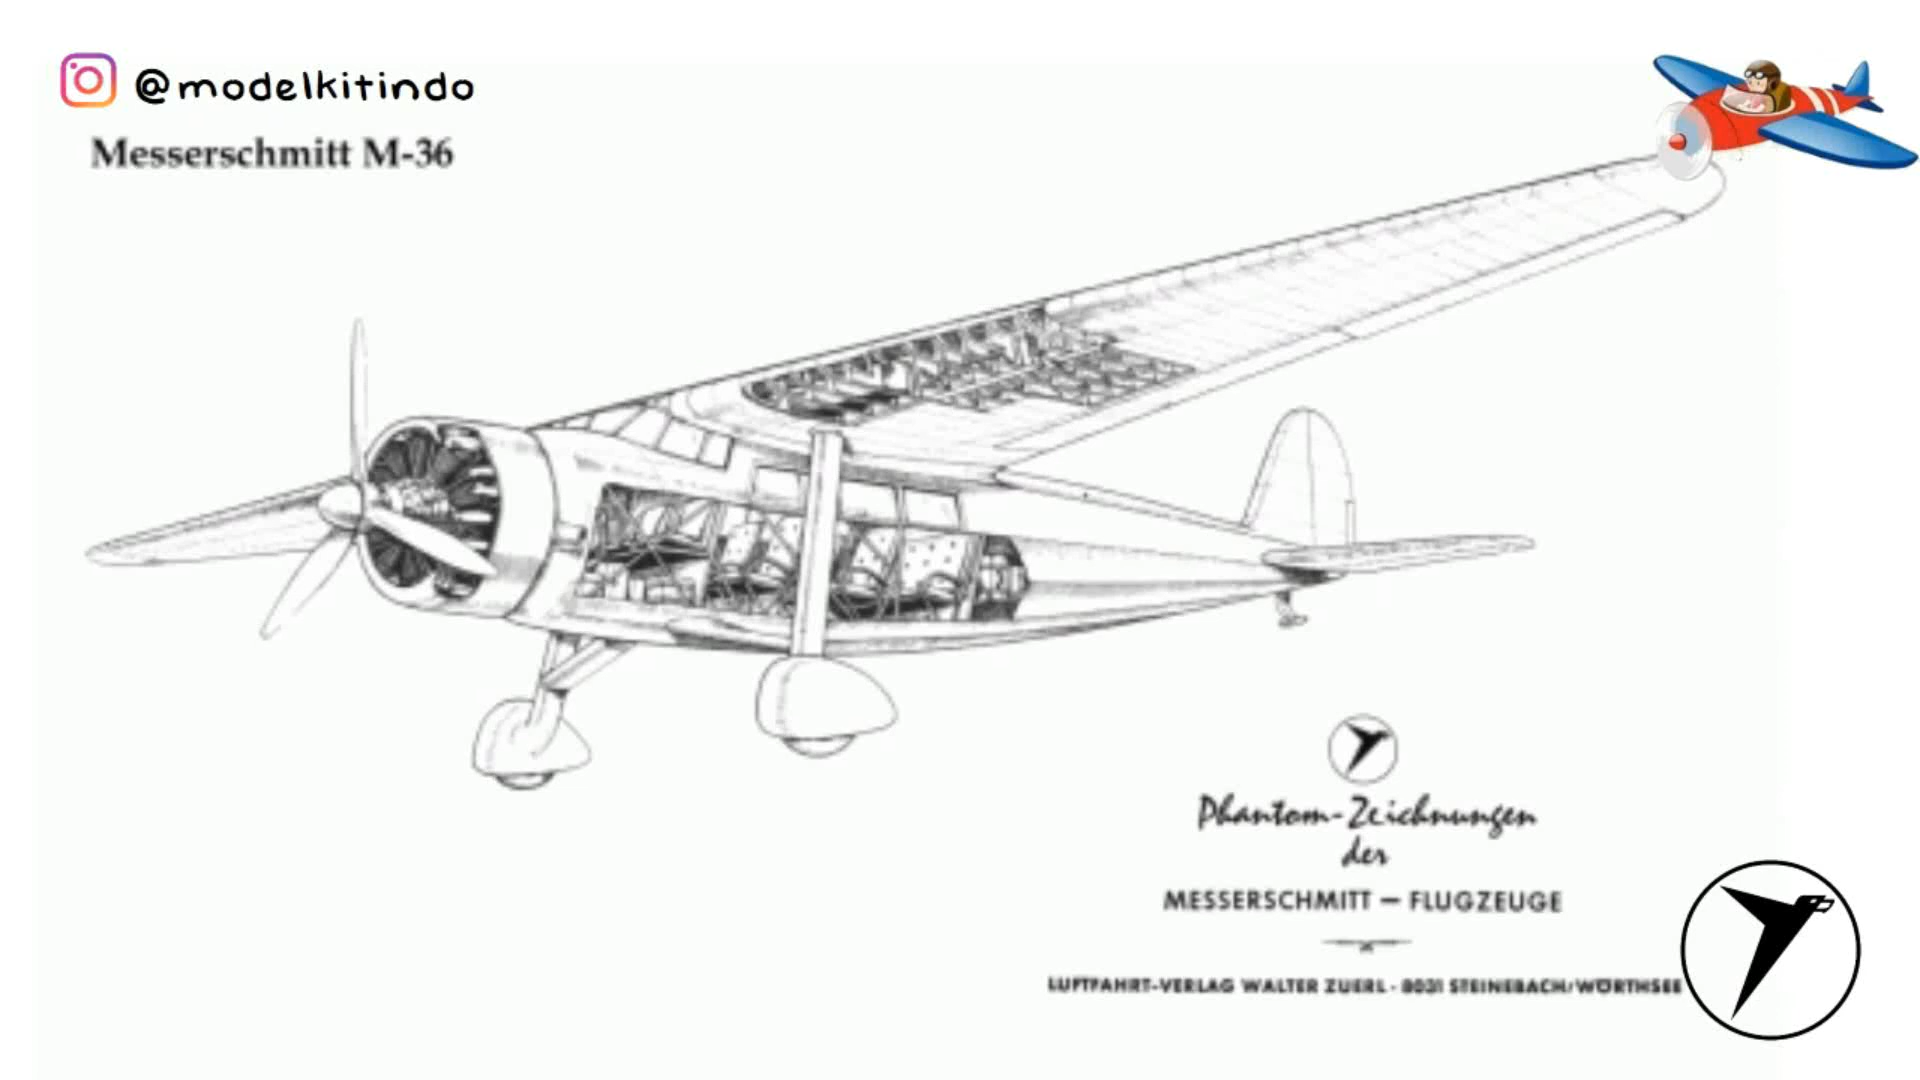 @modelkitindo
Messerschmitt M-36
Phantom-Zeichnungen
der
MESSERSCHMITT – FLUGZEUGE
LUFTFAHRT-VERLAG WALTER ZUERL - 8031 STEINEBACH/WÖRTHSEE